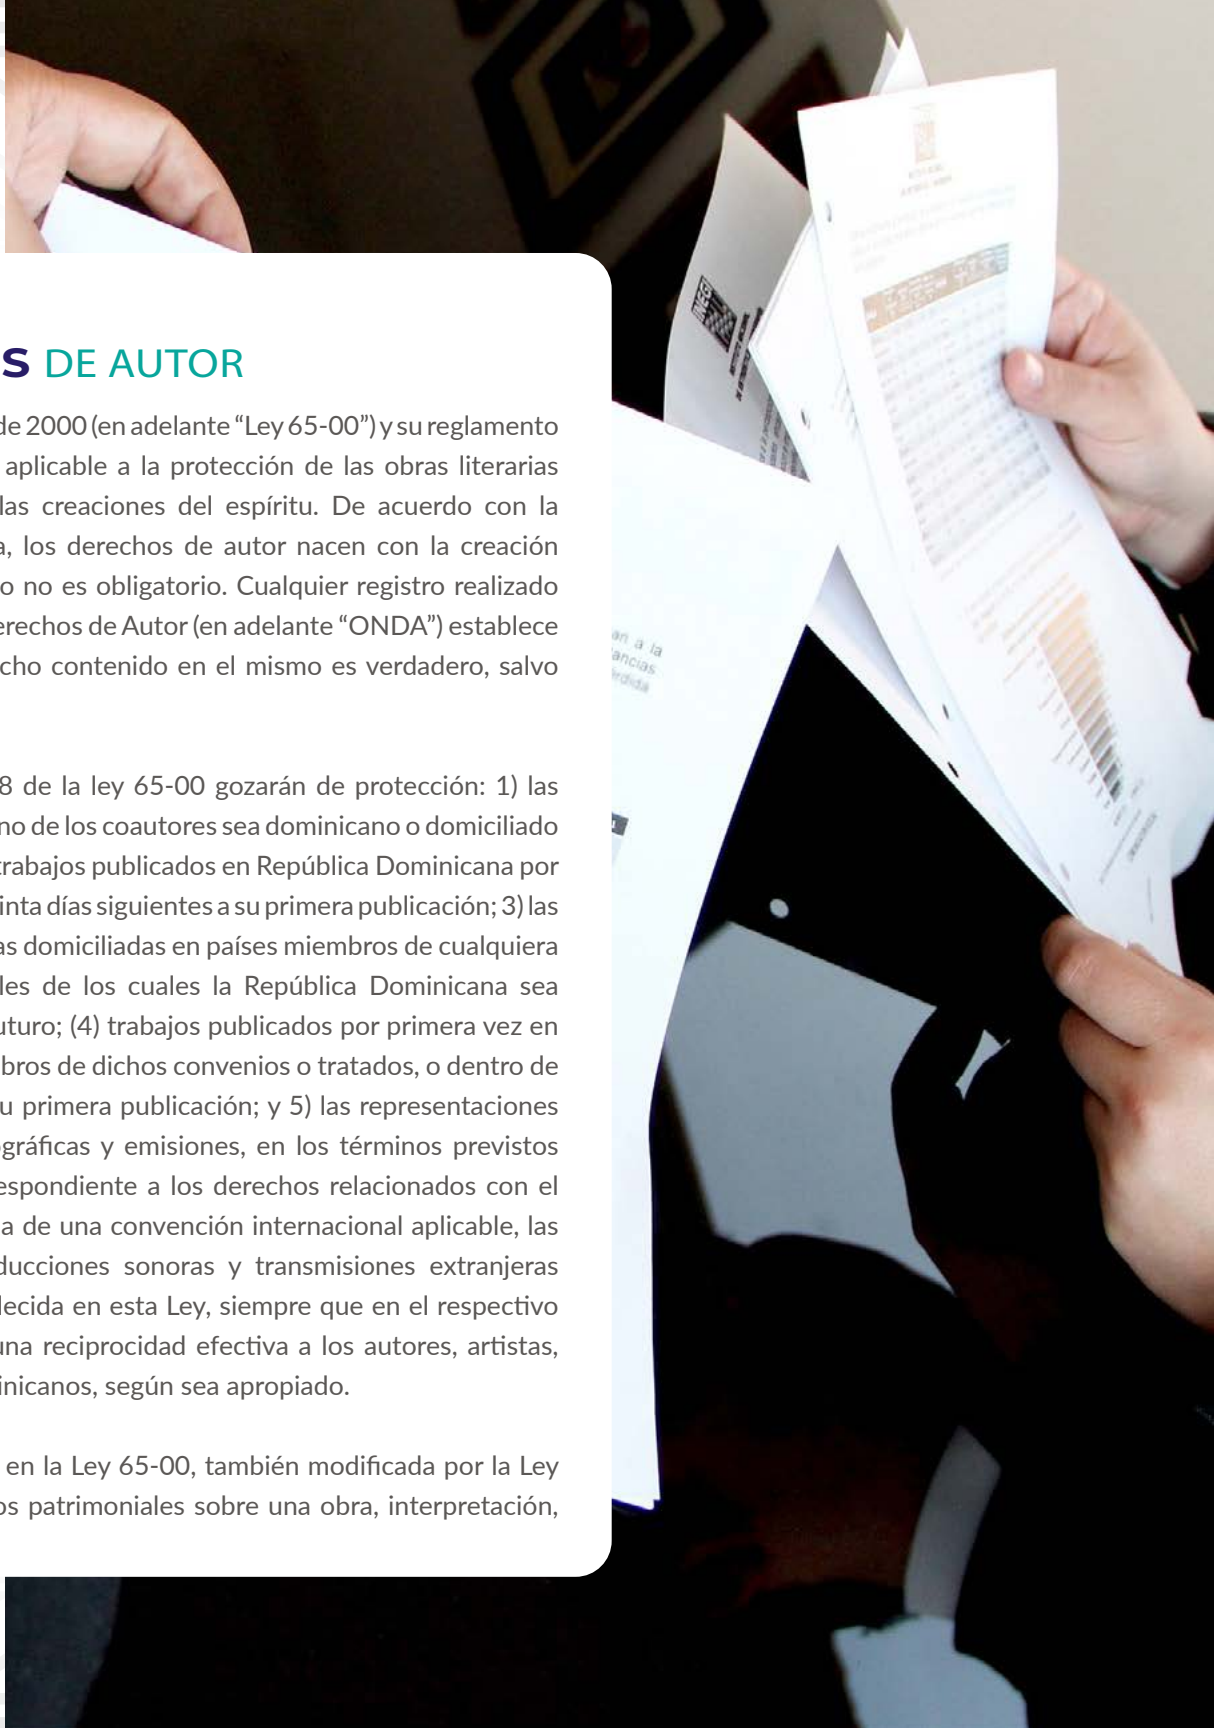 S DE AUTOR
de 2000 (en adelante “Ley 65-00”) y su reglamento
aplicable a la protección de las obras literarias
las creaciones del espíritu. De acuerdo con la
a, los derechos de autor nacen con la creación
o no es obligatorio. Cualquier registro realizado
erechos de Autor (en adelante “ONDA”) establece
cho contenido en el mismo es verdadero, salvo
8 de la ley 65-00 gozarán de protección: 1) las
no de los coautores sea dominicano o domiciliado
trabajos publicados en República Dominicana por
inta días siguientes a su primera publicación; 3) las
as domiciliadas en países miembros de cualquiera
les de los cuales la República Dominicana sea
uturo; (4) trabajos publicados por primera vez en
bros de dichos convenios o tratados, o dentro de
u primera publicación; y 5) las representaciones
gráficas y emisiones, en los términos previstos
espondiente a los derechos relacionados con el
a de una convención internacional aplicable, las
ducciones sonoras y transmisiones extranjeras
lecida en esta Ley, siempre que en el respectivo
una reciprocidad efectiva a los autores, artistas,
inicanos, según sea apropiado.
en la Ley 65-00, también modificada por la Ley
os patrimoniales sobre una obra, interpretación,
INEGI
an a la
ancias
érdida